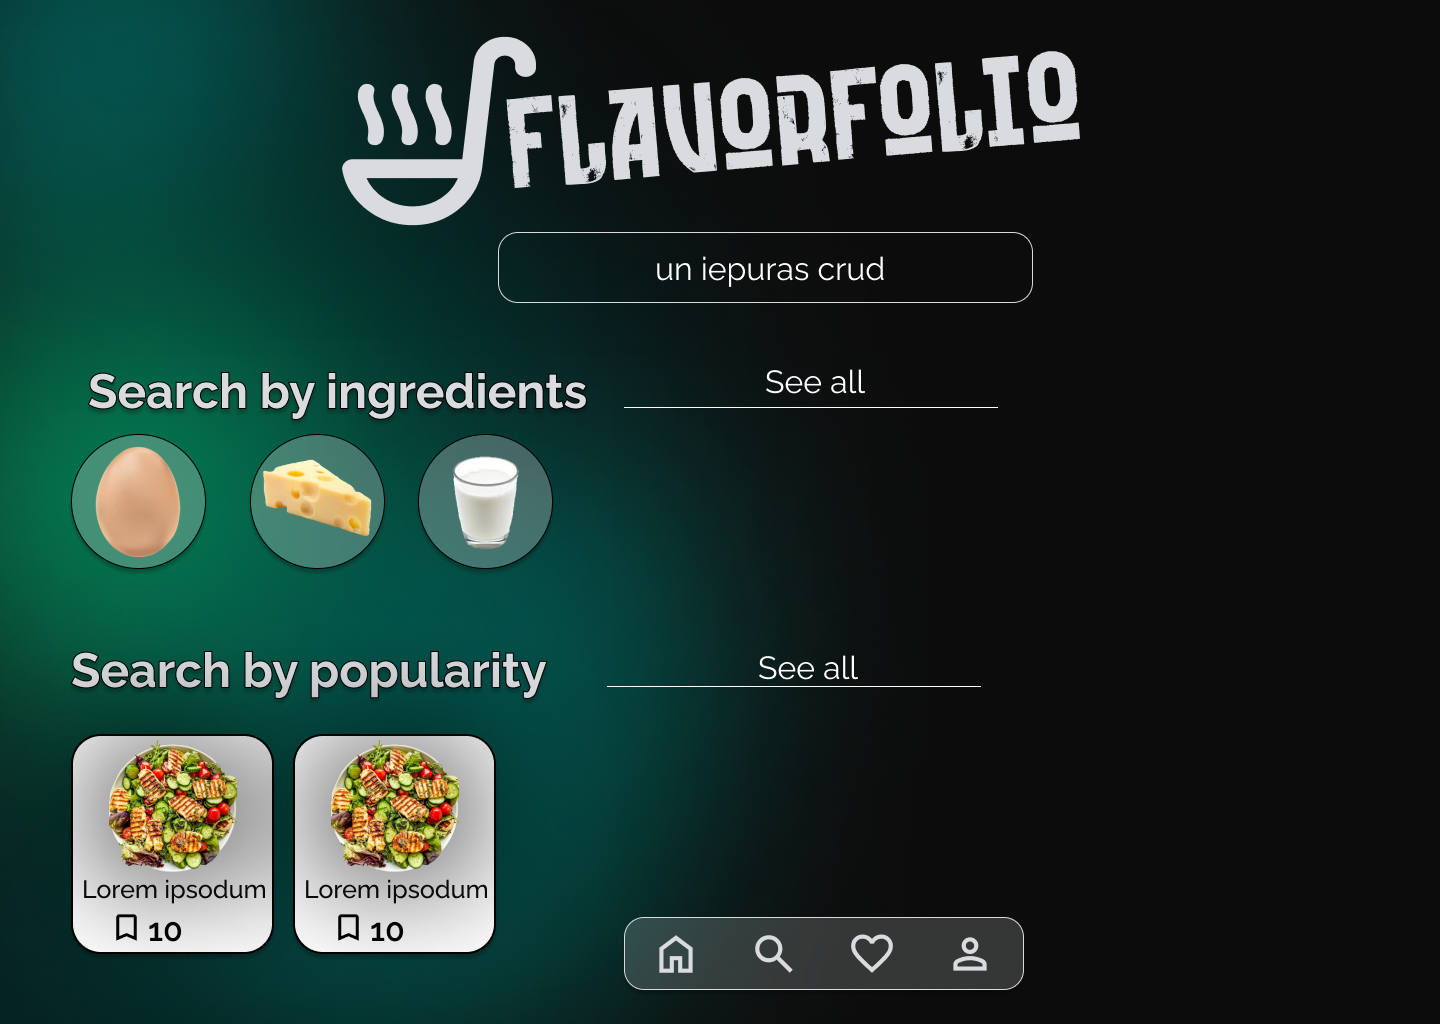 FLAVORFOLIO
un iepuras crud
Search by ingredients
See all
Search by popularity
See all
Lorem ipsodum
10
Lorem ipsodum
10